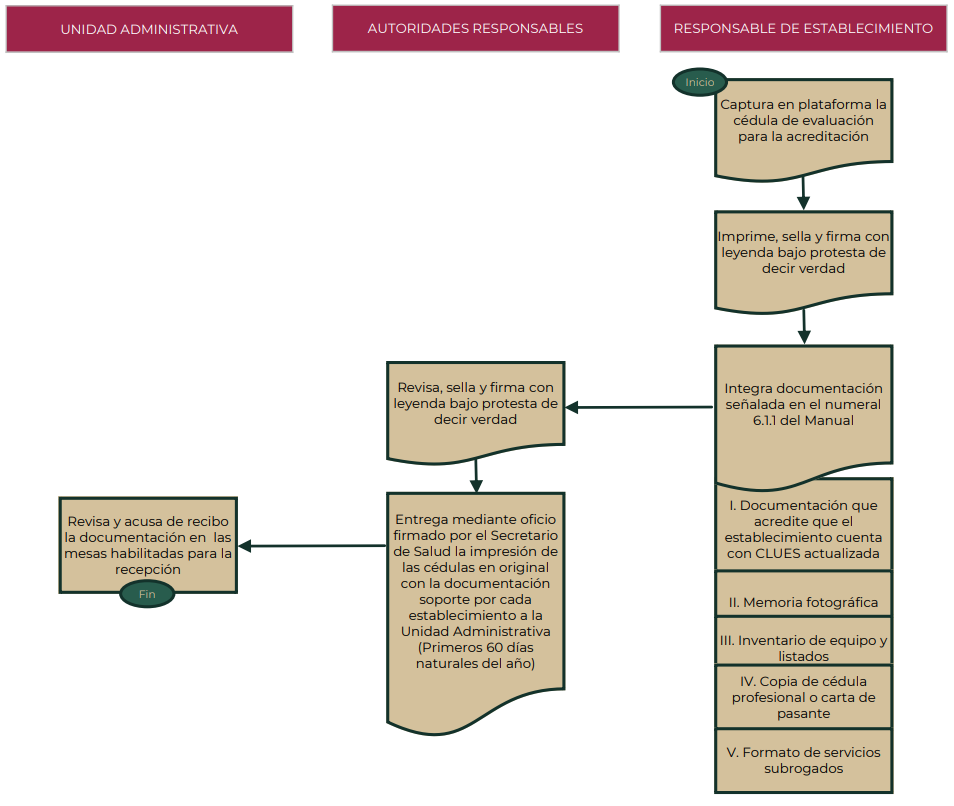 UNIDAD ADMINISTRATIVA
AUTORIDADES RESPONSABLES
RESPONSABLE DE ESTABLECIMIENTO
Inicio
Captura en plataforma la
cédula de evaluación
para la acreditación
Imprime, sella y firma con
leyenda bajo protesta de
decir verdad
Integra documentación
señalada en el numeral
6.1.1 del Manual
I. Documentación que
acredite que el
establecimiento cuenta
con CLUES actualizada
II. Memoria fotográfica
III. Inventario de equipo y
listados
IV. Copia de cédula
profesional o carta de
pasante
V. Formato de servicios
subrogados
Revisa, sella y firma con
leyenda bajo protesta de
decir verdad
Entrega mediante oficio
firmado por el Secretario
de Salud la impresión de
las cédulas en original
con la documentación
soporte por cada
establecimiento a la
Unidad Administrativa
(Primeros 60 días
naturales del año)
Revisa y acusa de recibo
la documentación en las
mesas habilitadas para la
recepción
Fin